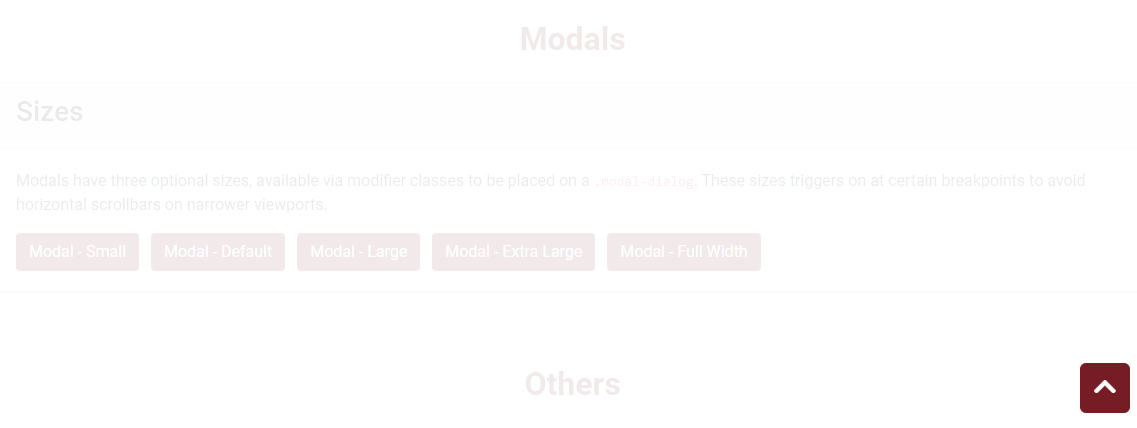 Modals
Sizes
Modals have three optional sizes, available via modifier classes to be placed on a .modal-dialog. These sizes triggers on at certain breakpoints to avoid
horizontal scrollbars on narrower viewports.
Modal - Small Modal - Default Modal - Large Modal - Extra Large Modal - Full Width
Others